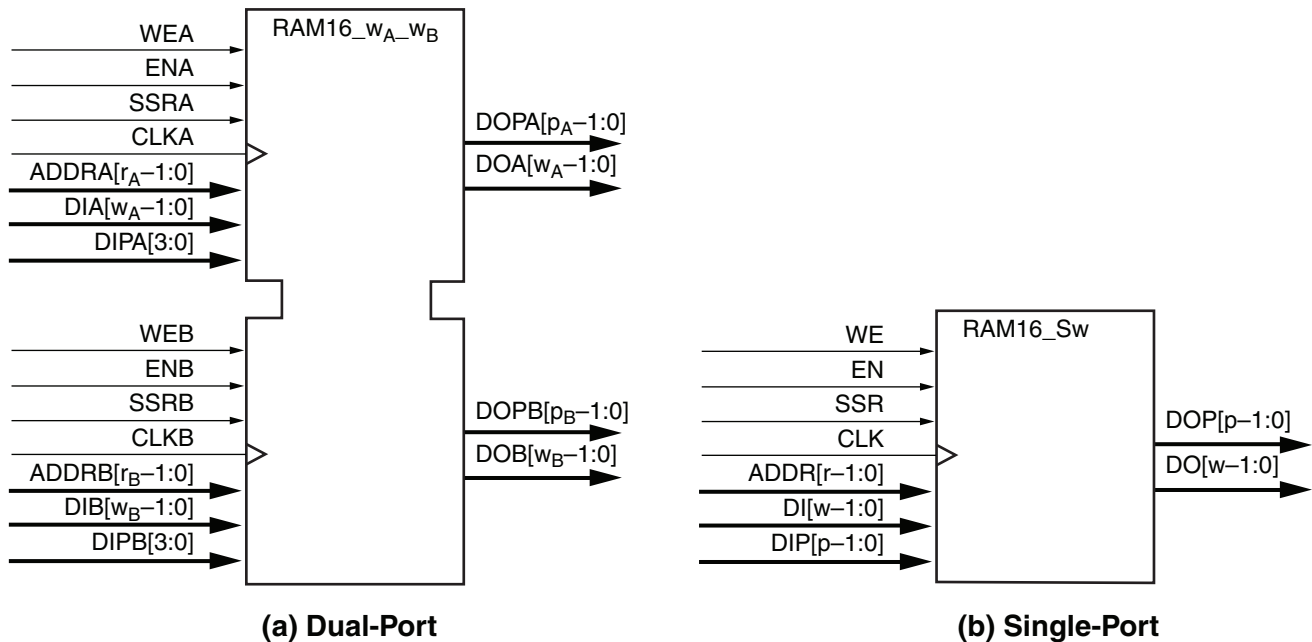 RAM16_wA_wB
WEA
ENA
SSRA
CLKA
ADDRA[rA–1:0]
DIA[wA–1:0]
DIPA[3:0]
DOPA[pA–1:0]
DOA[wA–1:0]
WEB
ENB
SSRB
CLKB
ADDRB[rB–1:0]
DIB[wB–1:0]
DIPB[3:0]
DOPB[pB–1:0]
DOB[wB–1:0]
(a) Dual-Port
RAM16_Sw
WE
EN
SSR
CLK
ADDR[r–1:0]
DI[w–1:0]
DIP[p–1:0]
DOP[p–1:0]
DO[w–1:0]
(b) Single-Port